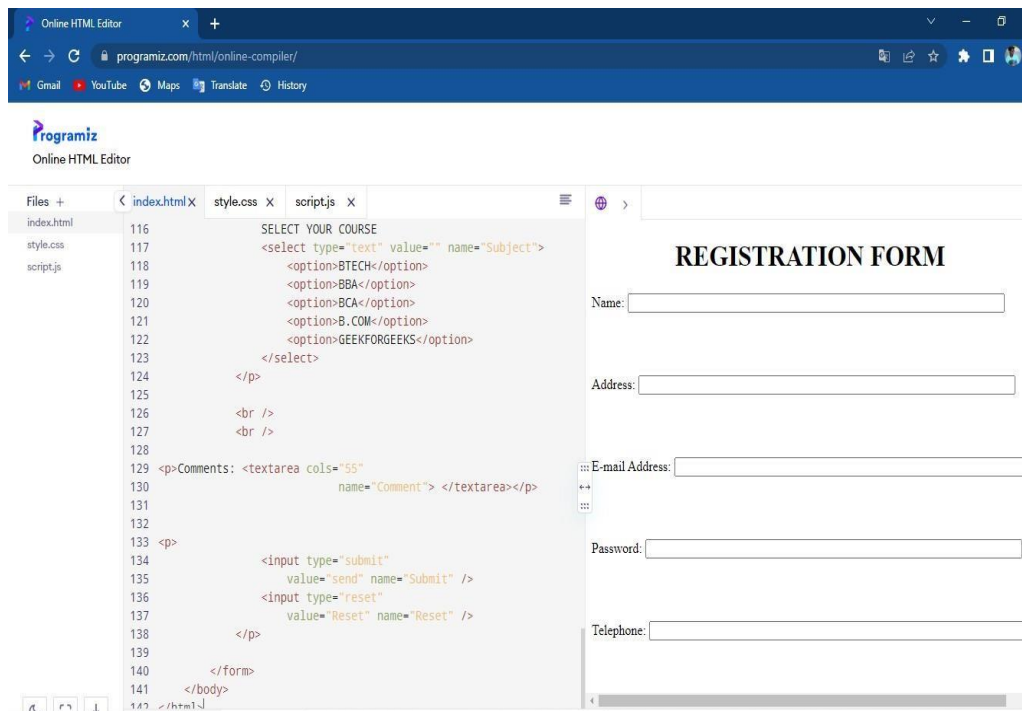 Online HTML Editor
programiz.com/html/online-compiler/
Gmail YouTube Maps Translate History
Programiz
Online HTML Editor
Files +
index.html
style.css
script.js
index.html X style.css X script.js X
116 SELECT YOUR COURSE
117 <select type="text" value="" name="Subject">
118 <option>BTECH</option>
119 <option>BBA</option>
120 <option>BCA</option>
121 <option>B.COM</option>
122 <option>GEEKFORGEEKS</option>
123 </select>
124 </p>
125
126 <br />
127 <br />
128
129 <p>Comments: <textarea cols="55"
130 name="Comment"> </textarea></p>
131
132
133 <p>
134 <input type="submit"
135 value="send" name="Submit" />
136 <input type="reset"
137 value="Reset" name="Reset" />
138 </p>
139
140 </form>
141 </body>
142 </html>
REGISTRATION FORM
Name:
Address:
E-mail Address:
Password:
Telephone: